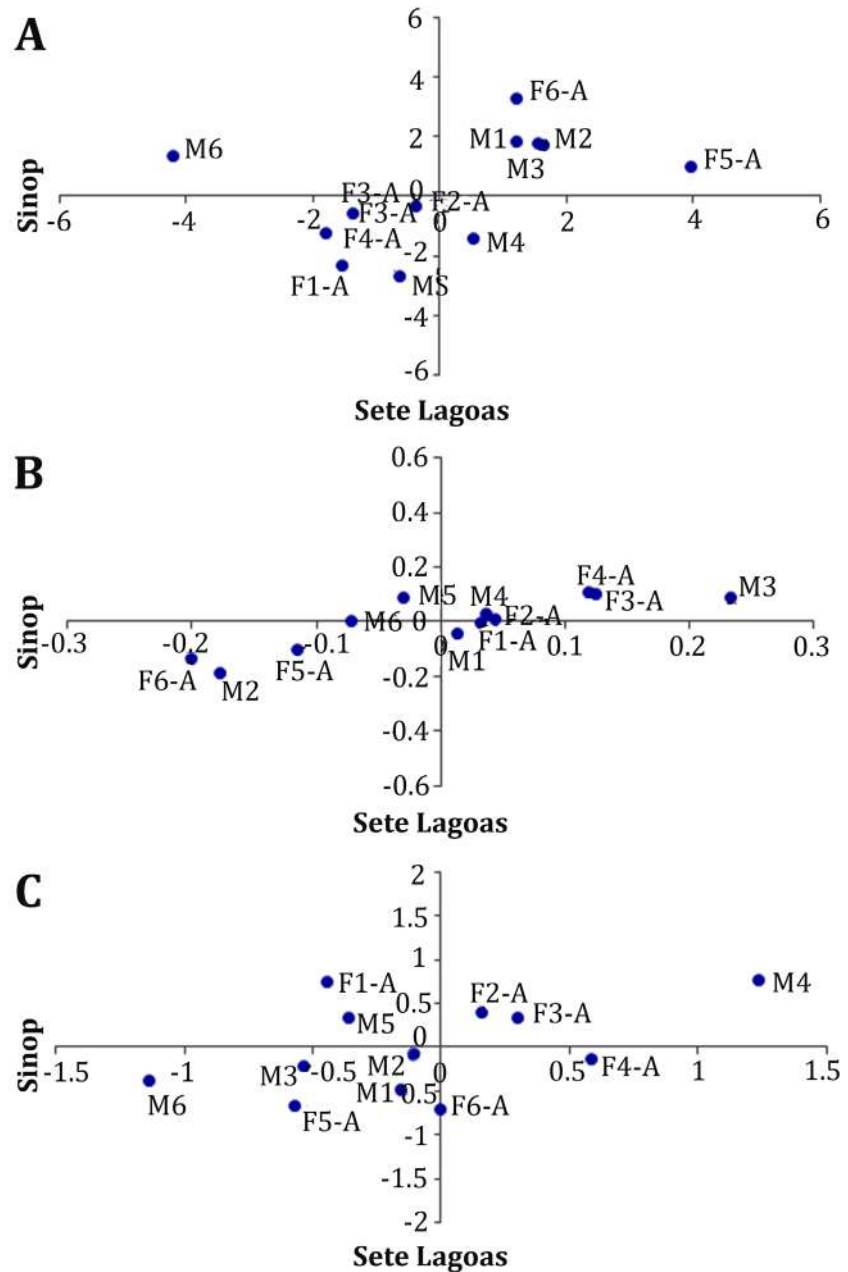 A
6
4
F6-A
2
M1
M2
M6
M3
F5-A
Sinop
0
F3-A
F2-A
-6
-4
-2
F3-A
0
2
4
6
F4-A
M4
-2
F1-A
MS
-4
-6
Sete Lagoas
B
0.6
0.4
0.2
F4-A
M3
M5
M4
F3-A
Sinop
M6
0
F2-A
-0.3
-0.2
-0.1
F1-A
0
0.1
0.2
0.3
M1
F6-A
F5-A
-0.2
M2
-0.4
-0.6
Sete Lagoas
C
2
1.5
1
F1-A
F2-A
M4
0.5
F3-A
M5
Sinop
0
-1.5
-1
M3
-0.5
M2
0.5
F4-A
1
1.5
M6
M1
0.5
F5-A
F6-A
-1
-1.5
-2
Sete Lagoas